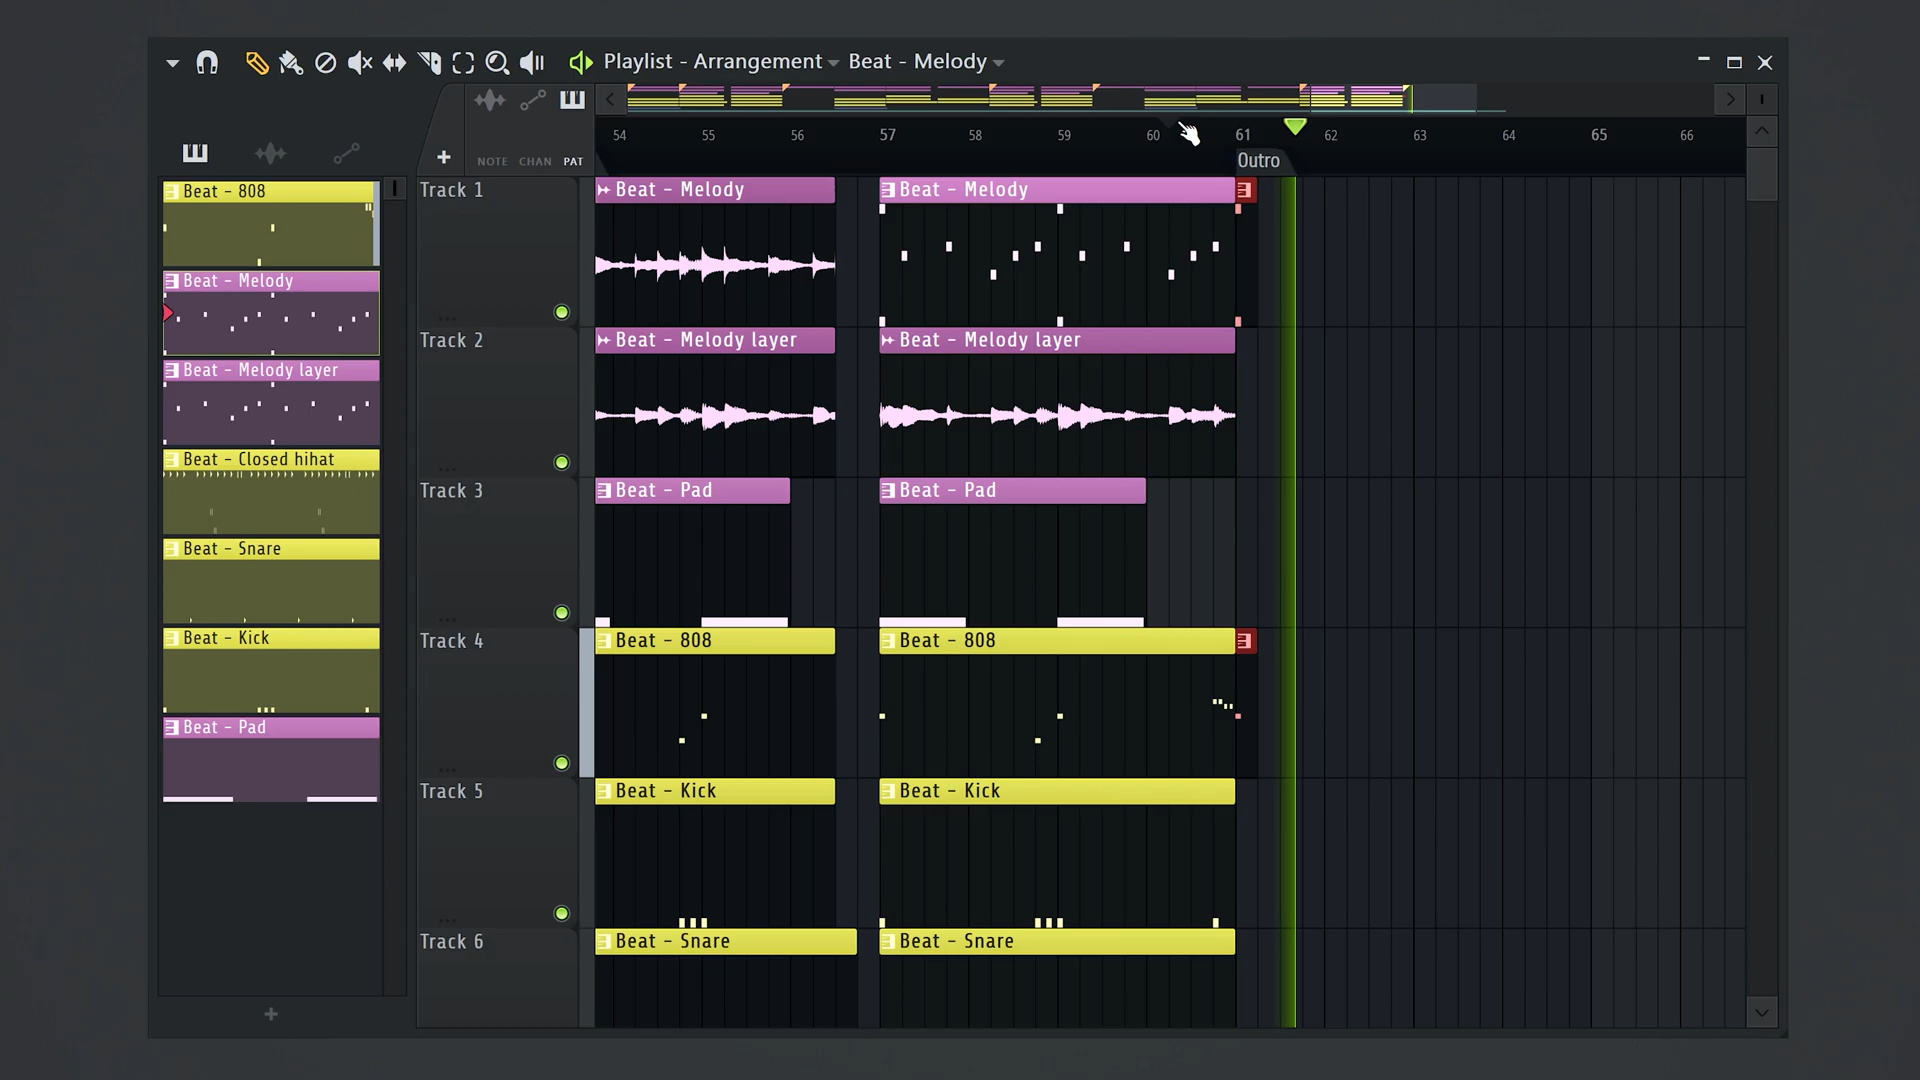 Playlist - Arrangement Beat - Melody
54 55 56 57 58 59 60 61 62 63 64 65 66
NOTE CHAN PAT
Outro
Beat - 808
Beat - Melody
Beat - Melody layer
Beat - Closed hihat
Beat - Snare
Beat - Kick
Beat - Pad
Track 1
Beat - Melody
Beat - Melody
Track 2
Beat - Melody layer
Beat - Melody layer
Track 3
Beat - Pad
Beat - Pad
Track 4
Beat - 808
Beat - 808
Track 5
Beat - Kick
Beat - Kick
Track 6
Beat - Snare
Beat - Snare